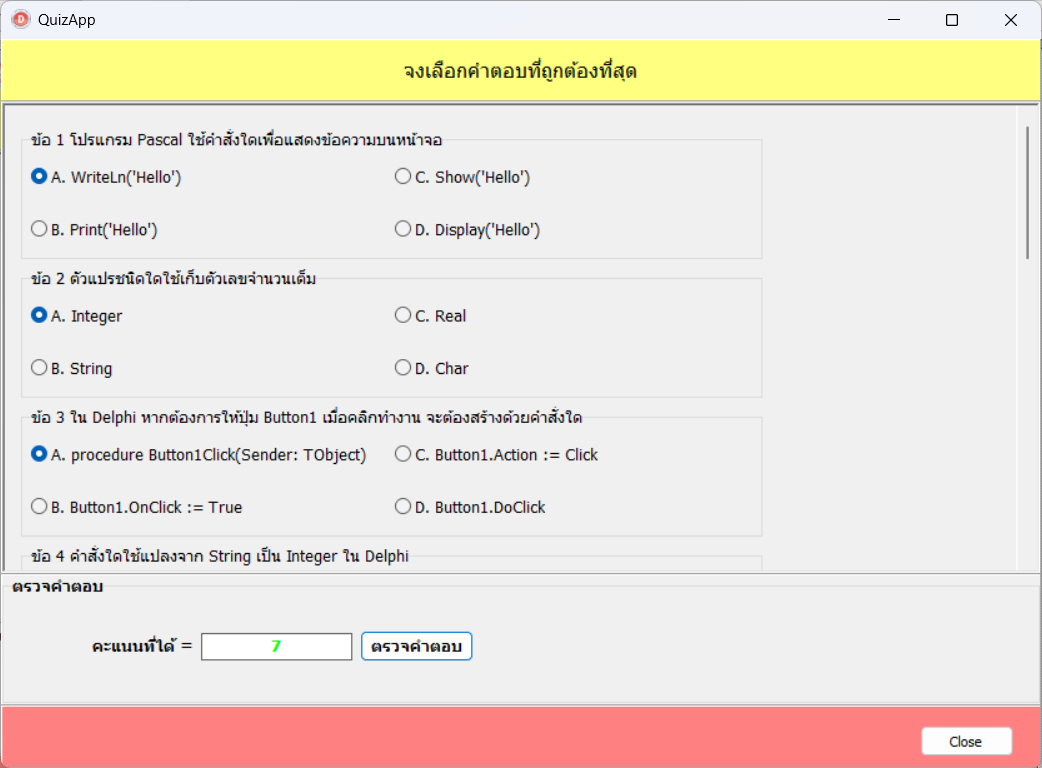 QuizApp
จงเลือกคำตอบที่ถูกต้องที่สุด
ข้อ 1 โปรแกรม Pascal ใช้คำสั่งใดเพื่อแสดงข้อความบนหน้าจอ
A. WriteLn('Hello')
C. Show('Hello')
B. Print('Hello')
D. Display('Hello')
ข้อ 2 ตัวแปรชนิดใดใช้เก็บตัวเลขจำนวนเต็ม
A. Integer
C. Real
B. String
D. Char
ข้อ 3 ใน Delphi หากต้องการให้ปุ่ม Button1 เมื่อคลิกทำงาน จะต้องสร้างด้วยคำสั่งใด
A. procedure Button1Click(Sender: TObject)
C. Button1.Action := Click
B. Button1.OnClick := True
D. Button1.DoClick
ข้อ 4 คำสั่งใดใช้แปลงจาก String เป็น Integer ใน Delphi
ตรวจคำตอบ
คะแนนที่ได้ = 7 ตรวจคำตอบ
Close